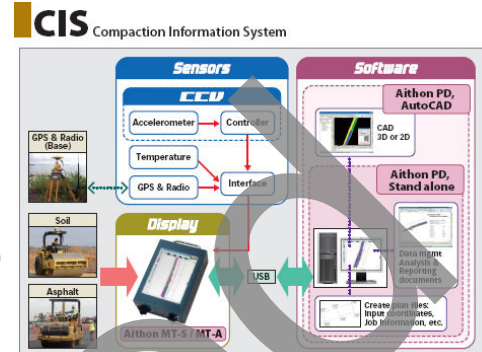 CIS Compaction Information System
Sensors
CCV
Accelerometer
Controller
Temperature
GPS & Radio
Interface
GPS & Radio
(Base)
Soil
Asphalt
Display
Aithon MT-S / MT-A
USB
Software
Aithon PD,
AutoCAD
CAD
3D or 2D
Aithon PD,
Stand alone
Data mgmt
Analysis &
Reporting
documents
Create plan files:
Input coordinates,
Job information, etc.